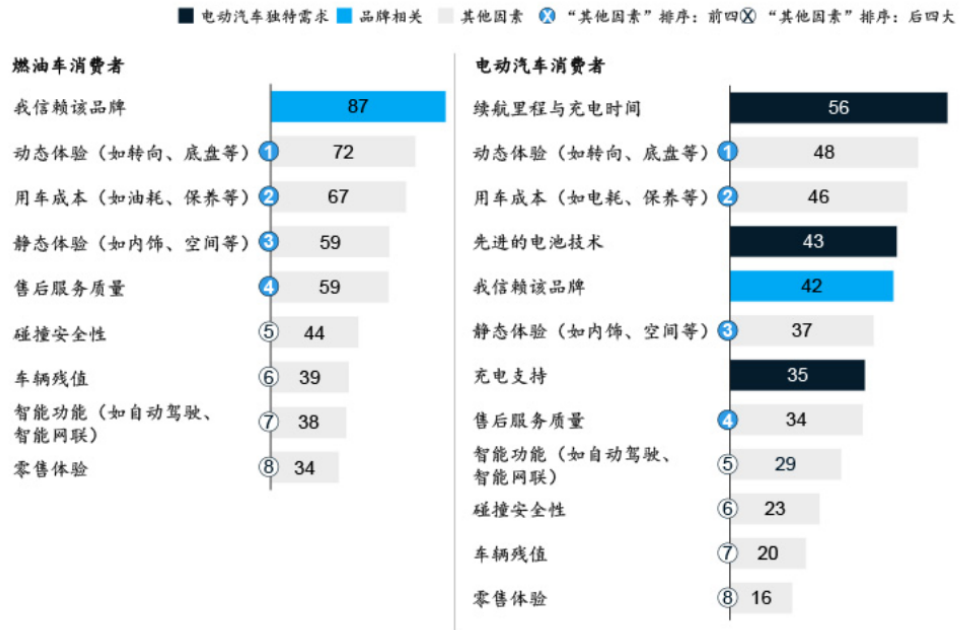 电动汽车独特需求 品牌相关 其他因素 X “其他因素”排序：前四 X “其他因素”排序：后四大
燃油车消费者
我信赖该品牌 87
动态体验（如转向、底盘等） 1 72
用车成本（如油耗、保养等） 2 67
静态体验（如内饰、空间等） 3 59
售后服务质量 4 59
碰撞安全性 5 44
车辆残值 6 39
智能功能（如自动驾驶、
智能网联） 7 38
零售体验 8 34
电动汽车消费者
续航里程与充电时间 56
动态体验（如转向、底盘等） 1 48
用车成本（如电耗、保养等） 2 46
先进的电池技术 43
我信赖该品牌 42
静态体验（如内饰、空间等） 3 37
充电支持 35
售后服务质量 4 34
智能功能（如自动驾驶、
智能网联） 5 29
碰撞安全性 6 23
车辆残值 7 20
零售体验 8 16